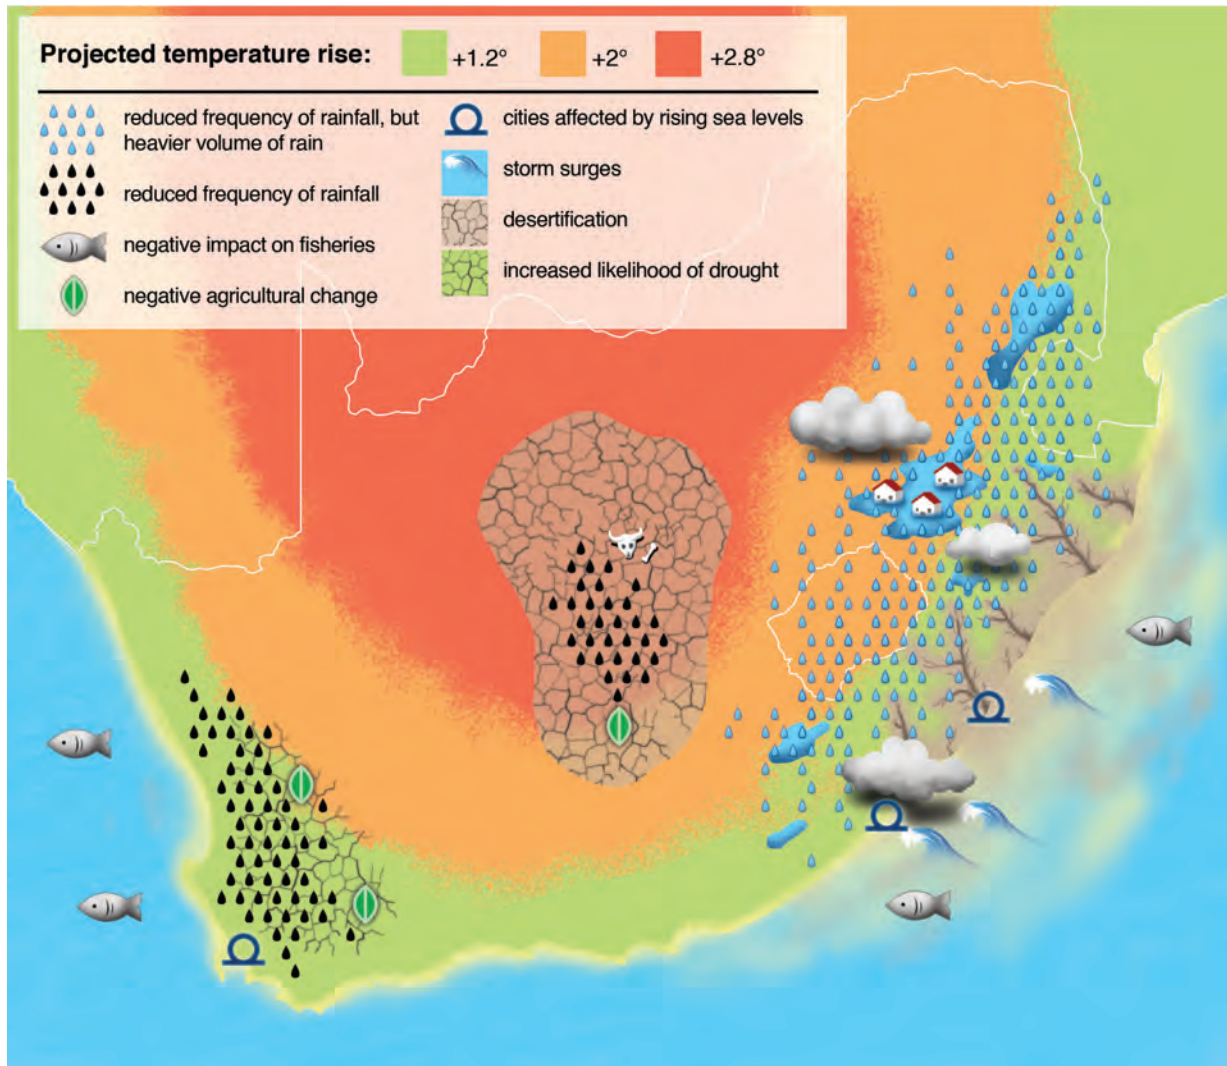 Projected temperature rise: +1.2° +2° +2.8°
reduced frequency of rainfall, but
heavier volume of rain
reduced frequency of rainfall
negative impact on fisheries
negative agricultural change
cities affected by rising sea levels
storm surges
desertification
increased likelihood of drought